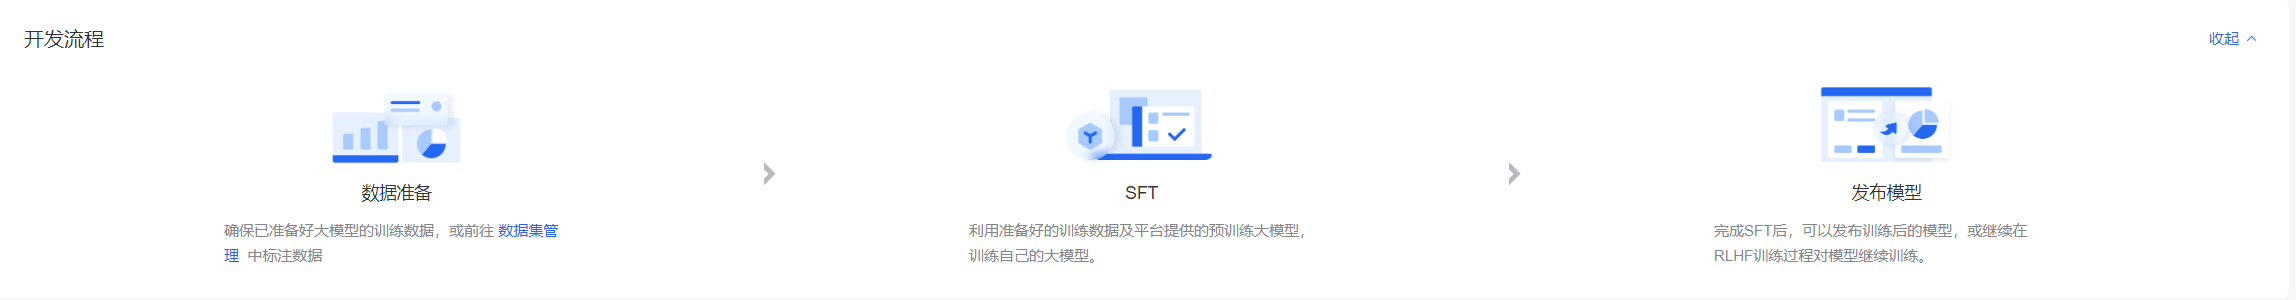 开发流程
收起
数据准备
确保已准备好大模型的训练数据，或前往 数据集管
理 中标注数据
SFT
利用准备好的训练数据及平台提供的预训练大模型，
训练自己的大模型。
发布模型
完成SFT后，可以发布训练后的模型，或继续在
RLHF训练过程对模型继续训练。